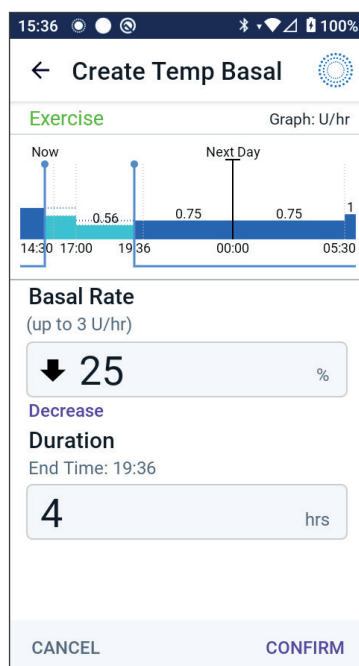 15:36 100%
Create Temp Basal
Exercise Graph: U/hr
Now Next Day
0.56 0.75 0.75 1
14:30 17:00 19:36 00:00 05:30
Basal Rate
(up to 3 U/hr)
25 %
Decrease
Duration
End Time: 19:36
4 hrs
CANCEL CONFIRM